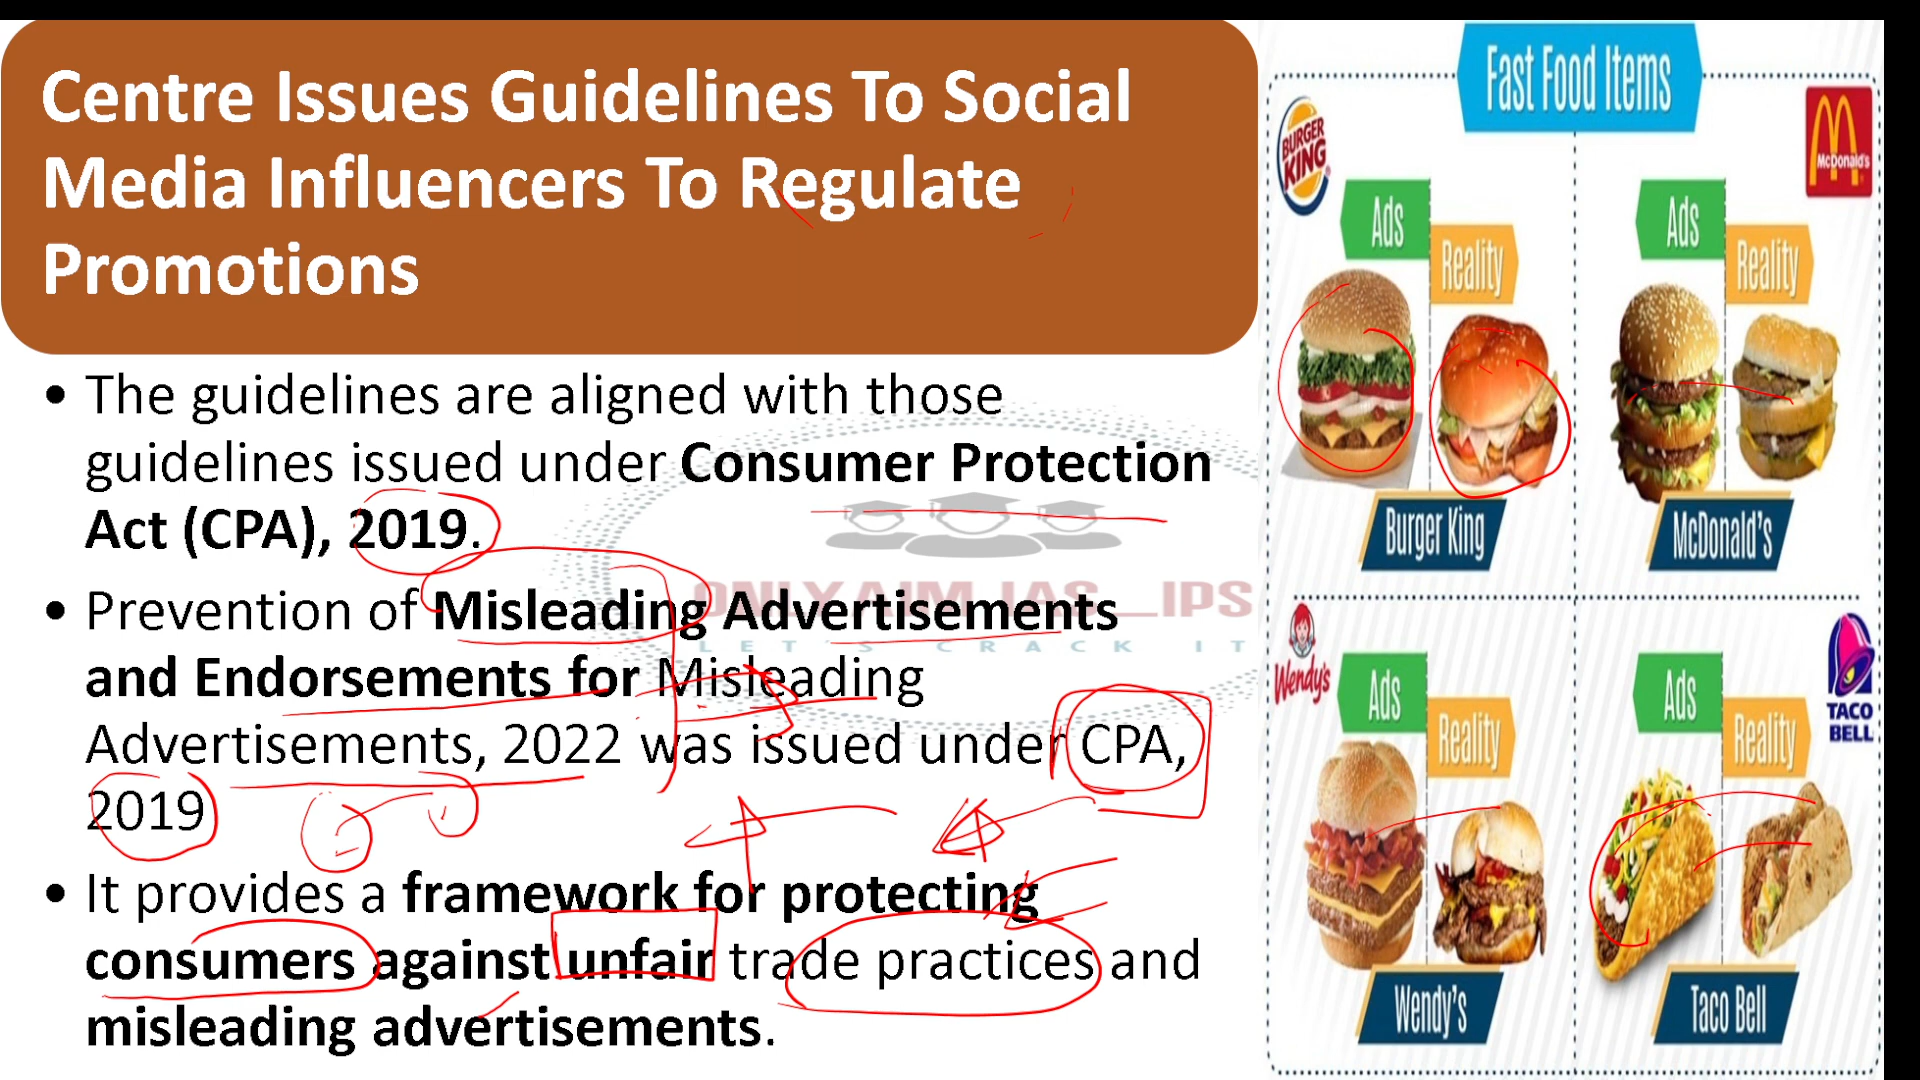 Centre Issues Guidelines To Social
Media Influencers To Regulate
Promotions
• The guidelines are aligned with those
guidelines issued under Consumer Protection
Act (CPA), 2019.
• Prevention of Misleading Advertisements
and Endorsements for Misleading
Advertisements, 2022 was issued under CPA,
2019
• It provides a framework for protecting
consumers against unfair trade practices and
misleading advertisements.
ONLY AIM IAS_IPS
LET'S CRACK IT
Fast Food Items
BURGER KING
Ads
Reality
Burger King
McDonald's
Ads
Reality
McDonald's
Wendy's
Ads
Reality
Wendy's
TACO
BELL
Ads
Reality
Taco Bell